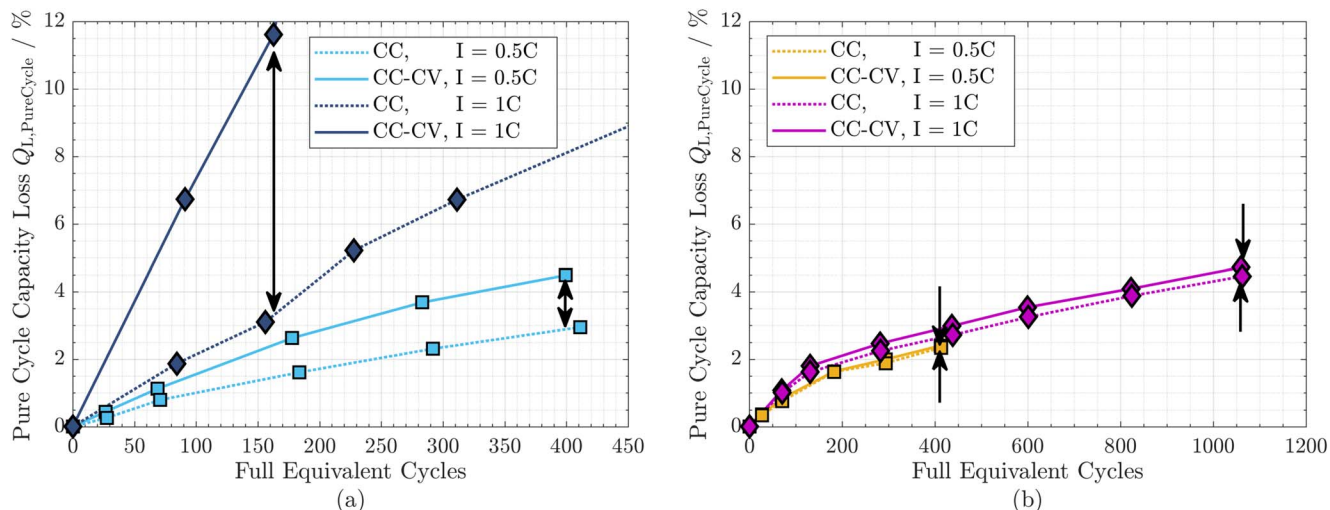 Pure Cycle Capacity Loss Q_L,PureCycle / %
12
10
8
6
4
2
0
CC, I = 0.5C
CC-CV, I = 0.5C
CC, I = 1C
CC-CV, I = 1C
0 50 100 150 200 250 300 350 400 450
Full Equivalent Cycles
(a)
Pure Cycle Capacity Loss Q_L,PureCycle / %
12
10
8
6
4
2
0
CC, I = 0.5C
CC-CV, I = 0.5C
CC, I = 1C
CC-CV, I = 1C
0 200 400 600 800 1000 1200
Full Equivalent Cycles
(b)